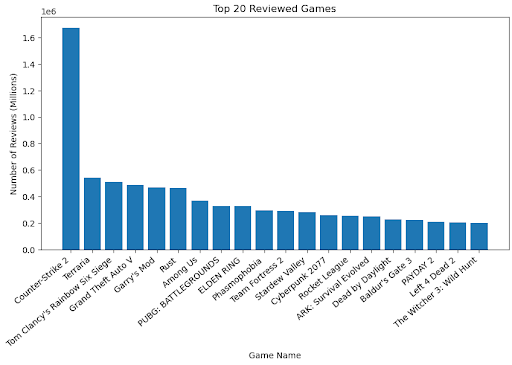 Top 20 Reviewed Games
1e6
1.6
1.4
1.2
1.0
0.8
0.6
0.4
0.2
0.0
Number of Reviews (Millions)
Counter-Strike 2
Terraria
Tom Clancy's Rainbow Six Siege
Grand Theft Auto V
Garry's Mod
Rust
Among Us
PUBG: BATTLEGROUNDS
ELDEN RING
Phasmophobia
Team Fortress 2
Stardew Valley
Cyberpunk 2077
Rocket League
ARK: Survival Evolved
Dead by Daylight
Baldur's Gate 3
PAYDAY 2
Left 4 Dead 2
The Witcher 3: Wild Hunt
Game Name